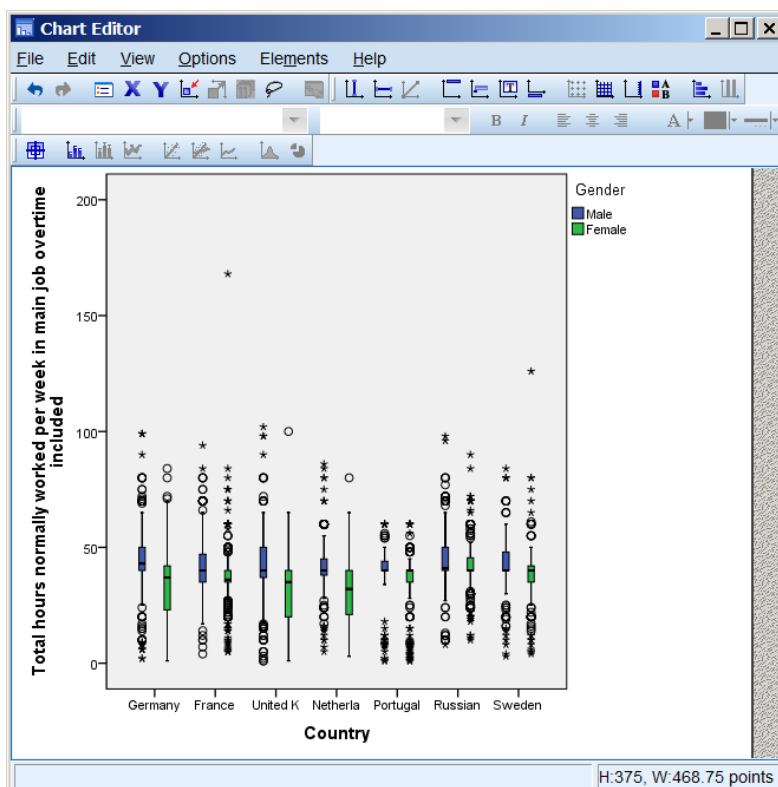 Chart Editor
File Edit View Options Elements Help
X Y T A B
B I A
Total hours normally worked per week in main job overtime
included
200
150
100
50
0
Gender
Male
Female
Germany France United K Netherla Portugal Russian Sweden
Country
H:375, W:468.75 points